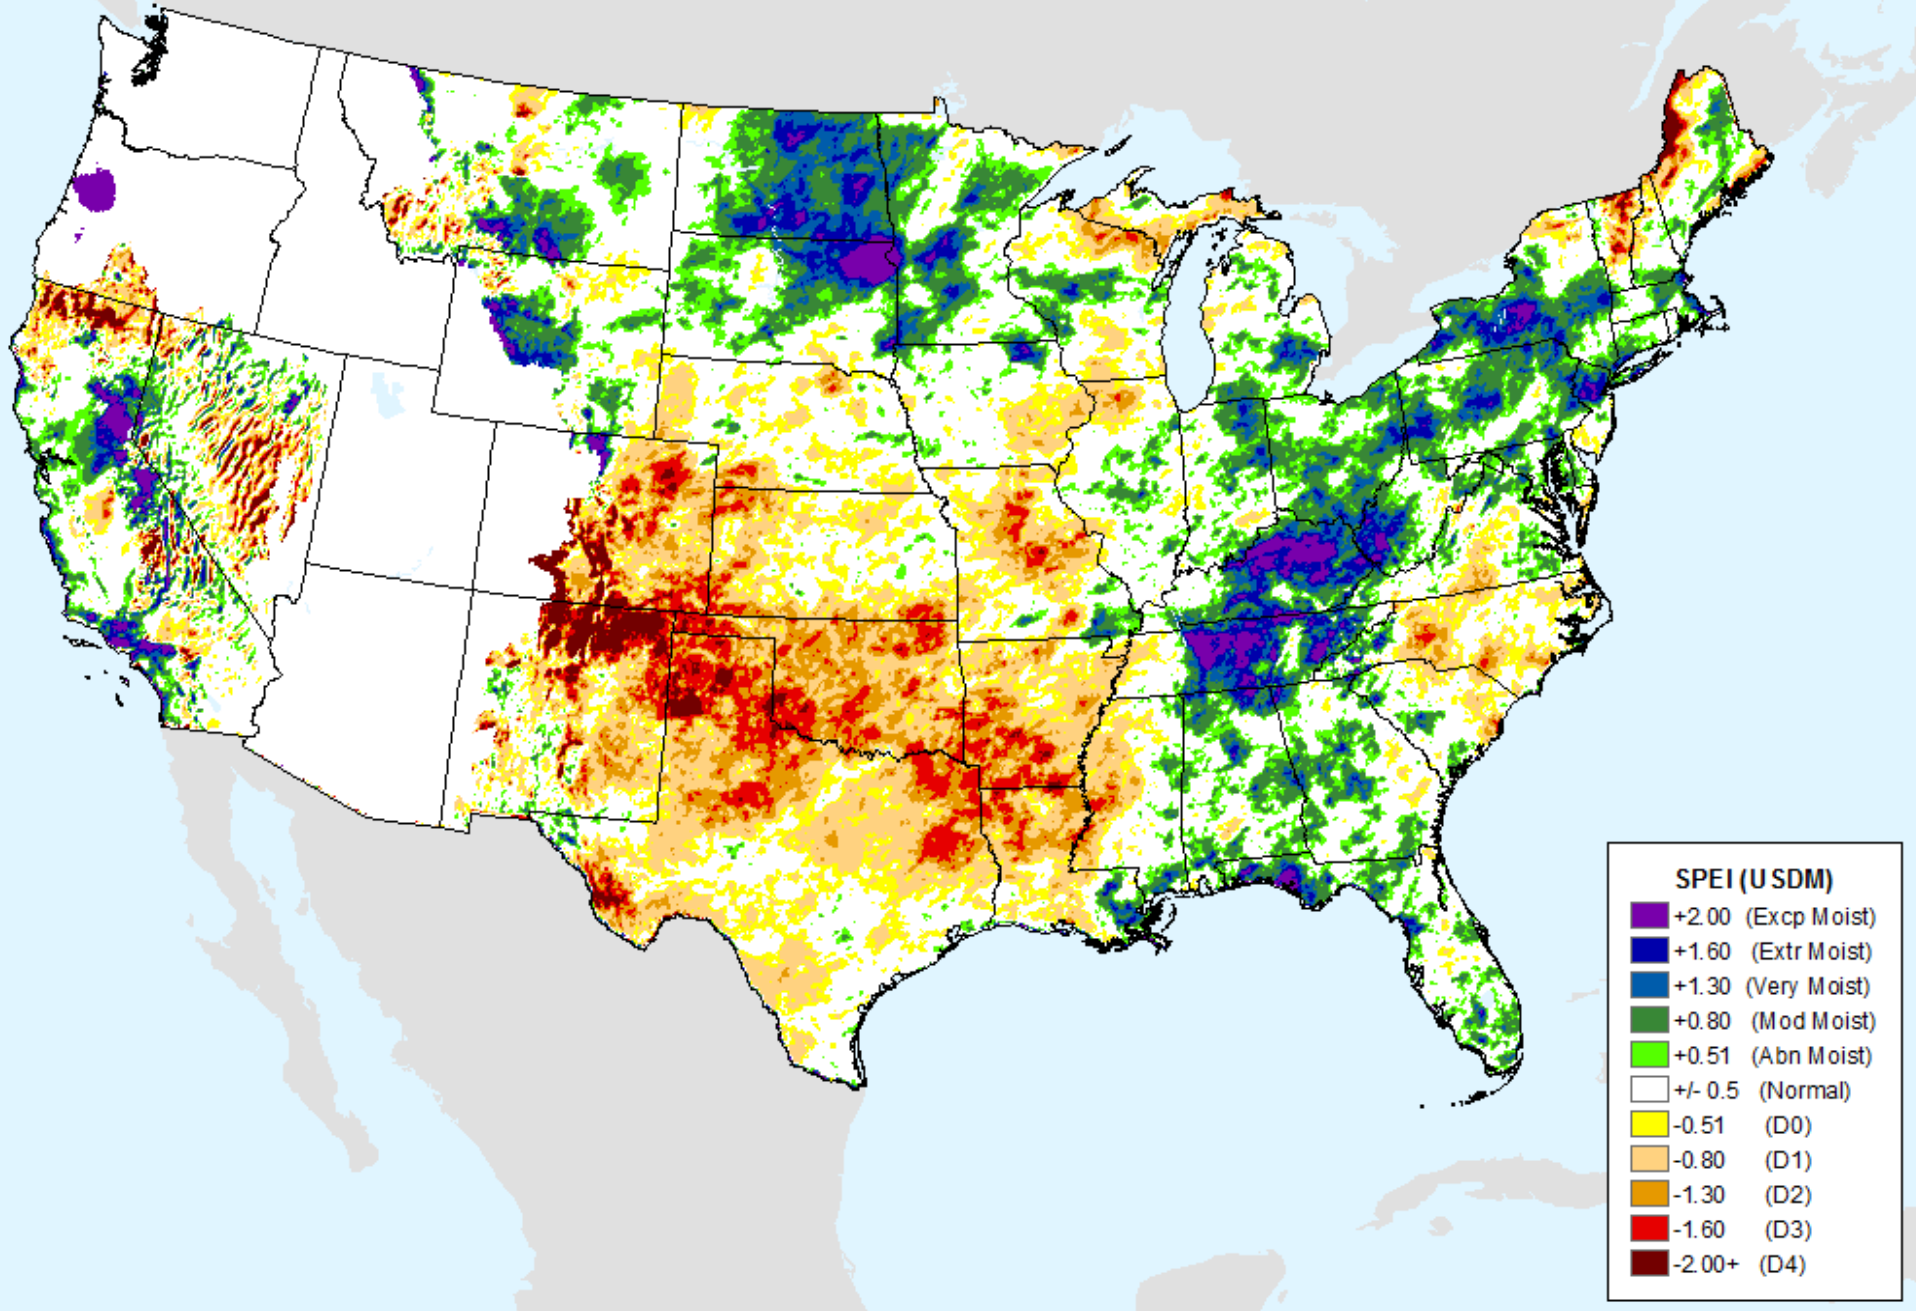 SPEI (USDM)
+2.00 (Excp Moist)
+1.60 (Extr Moist)
+1.30 (Very Moist)
+0.80 (Mod Moist)
+0.51 (Abn Moist)
+/- 0.5 (Normal)
-0.51 (D0)
-0.80 (D1)
-1.30 (D2)
-1.60 (D3)
-2.00+ (D4)